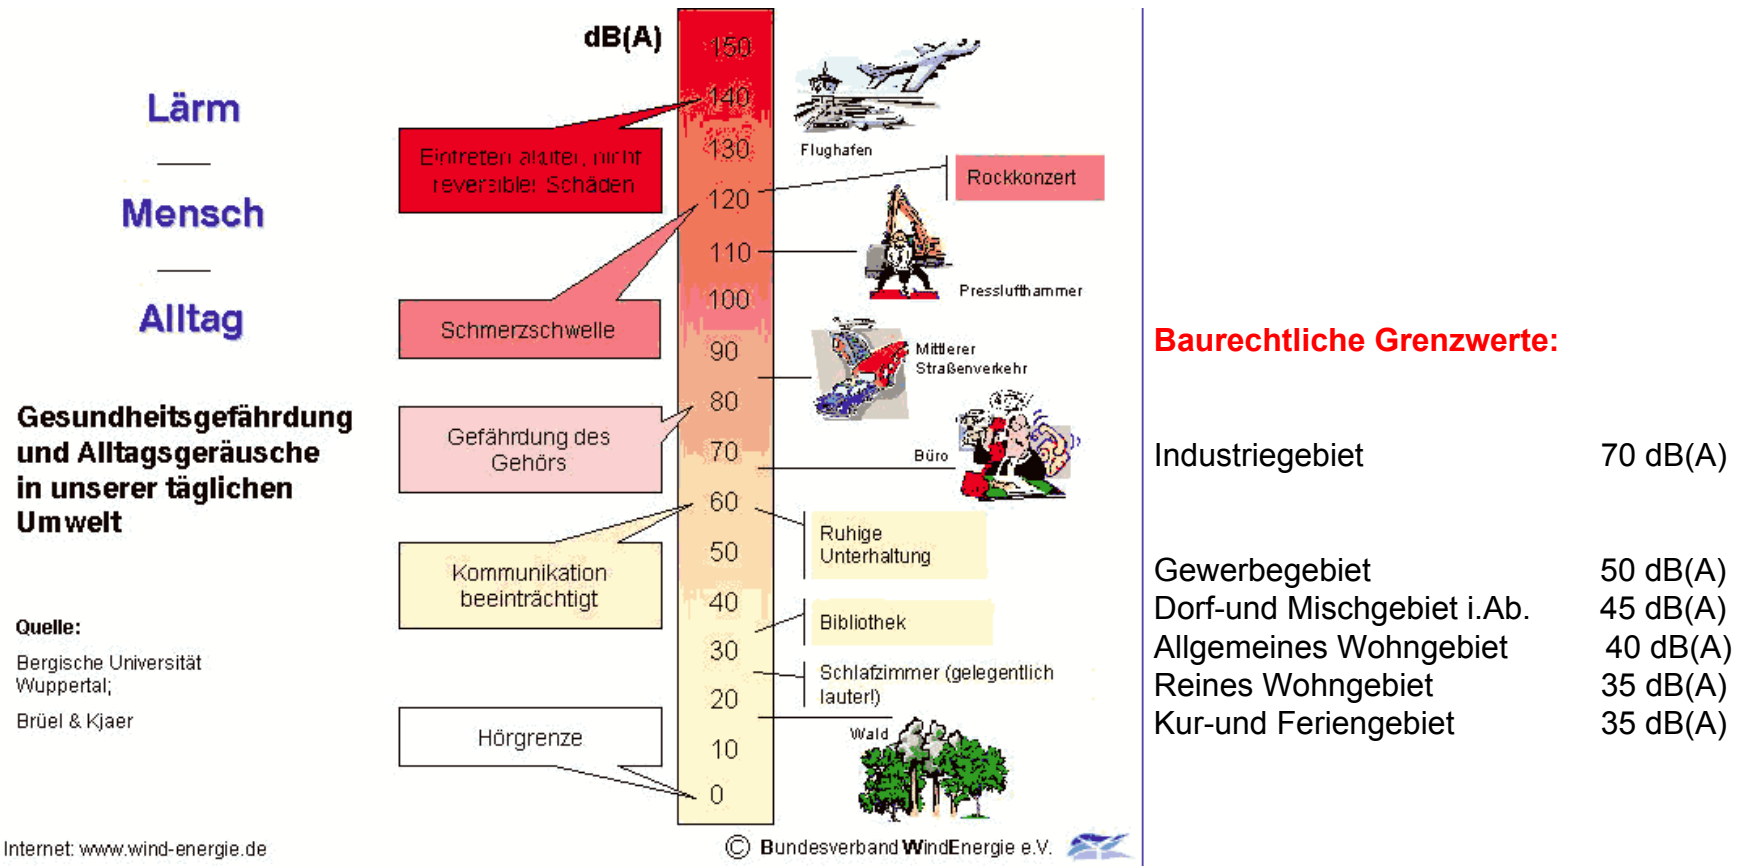 Lärm
Mensch
Alltag
Gesundheitsgefährdung
und Alltagsgeräusche
in unserer täglichen
Umwelt
Quelle:
Bergische Universität
Wuppertal;
Brüel & Kjaer
Internet: www.wind-energie.de
dB(A)
Eintreten akuter, nicht
reversibler Schäden
Schmerzschwelle
Gefährdung des
Gehörs
Kommunikation
beeinträchtigt
Hörgrenze
150
140
130
120
110
100
90
80
70
60
50
40
30
20
10
0
Flughafen
Rockkonzert
Presslufthammer
Mittlerer
Straßenverkehr
Büro
Ruhige
Unterhaltung
Bibliothek
Schlafzimmer (gelegentlich
lauter!)
Wald
© Bundesverband WindEnergie e.V.
Baurechtliche Grenzwerte:
Industriegebiet 70 dB(A)
Gewerbegebiet 50 dB(A)
Dorf-und Mischgebiet i.Ab. 45 dB(A)
Allgemeines Wohngebiet 40 dB(A)
Reines Wohngebiet 35 dB(A)
Kur-und Feriengebiet 35 dB(A)